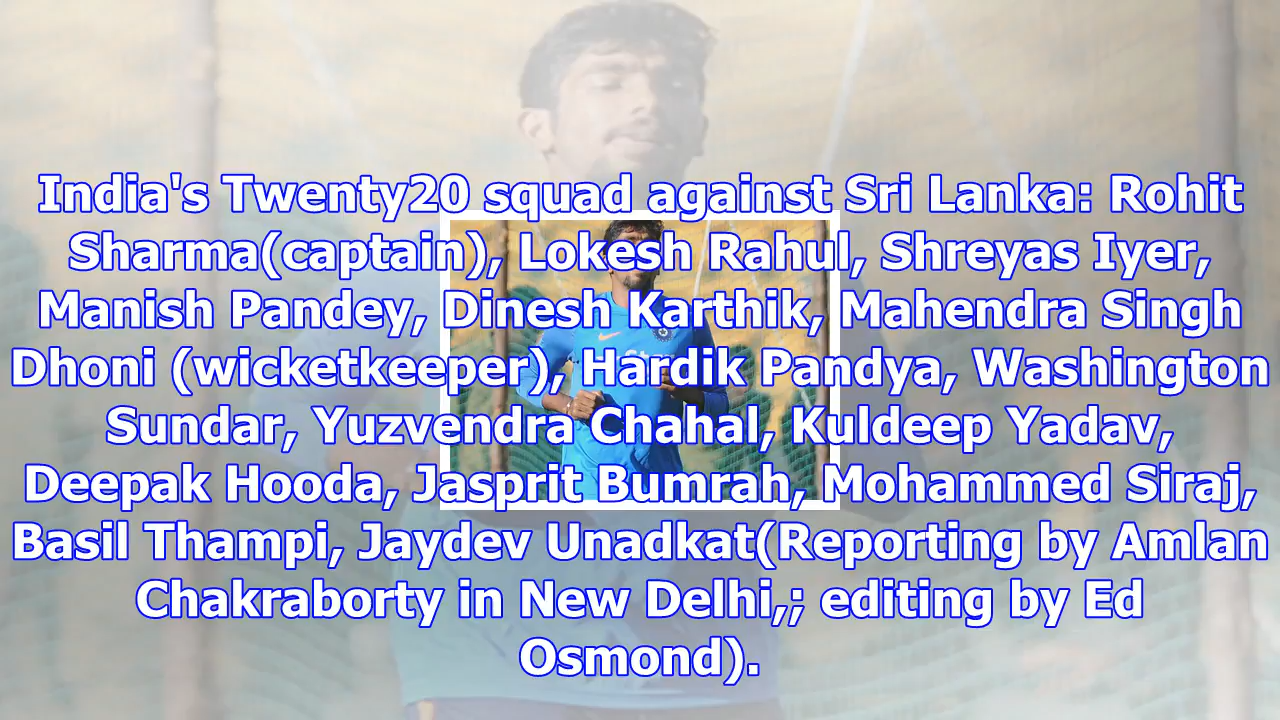 India's Twenty20 squad against Sri Lanka: Rohit
Sharma(captain), Lokesh Rahul, Shreyas Iyer,
Manish Pandey, Dinesh Karthik, Mahendra Singh
Dhoni (wicketkeeper), Hardik Pandya, Washington
Sundar, Yuzvendra Chahal, Kuldeep Yadav,
Deepak Hooda, Jasprit Bumrah, Mohammed Siraj,
Basil Thampi, Jaydev Unadkat(Reporting by Amlan
Chakraborty in New Delhi,; editing by Ed
Osmond).